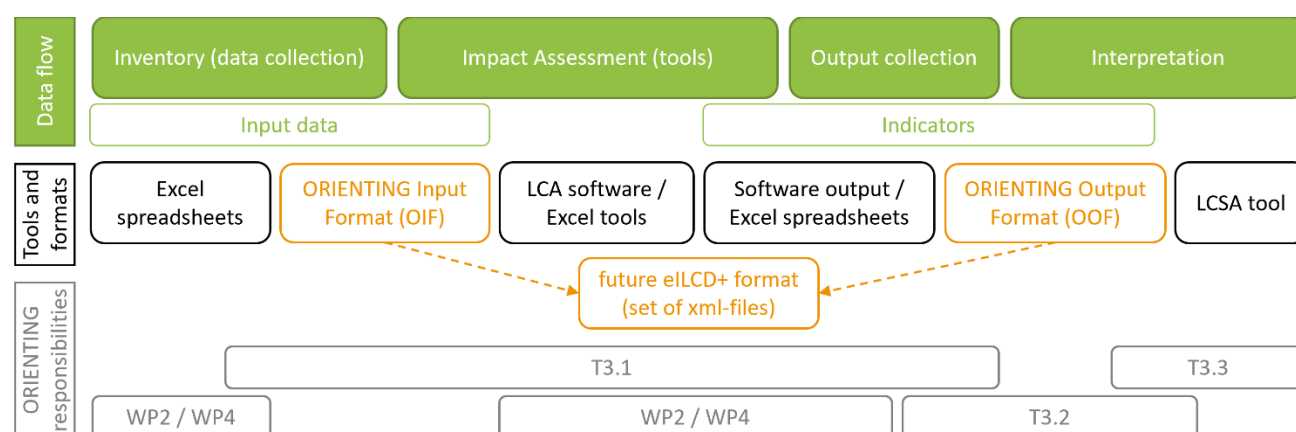 Data flow
Inventory (data collection)
Impact Assessment (tools)
Output collection
Interpretation
Input data
Indicators
Tools and
formats
Excel
spreadsheets
ORIENTING Input
Format (OIF)
LCA software /
Excel tools
Software output /
Excel spreadsheets
ORIENTING Output
Format (OOF)
LCSA tool
future eILCD+ format
(set of xml-files)
ORIENTING
responsibilities
T3.1
T3.3
WP2 / WP4
WP2 / WP4
T3.2